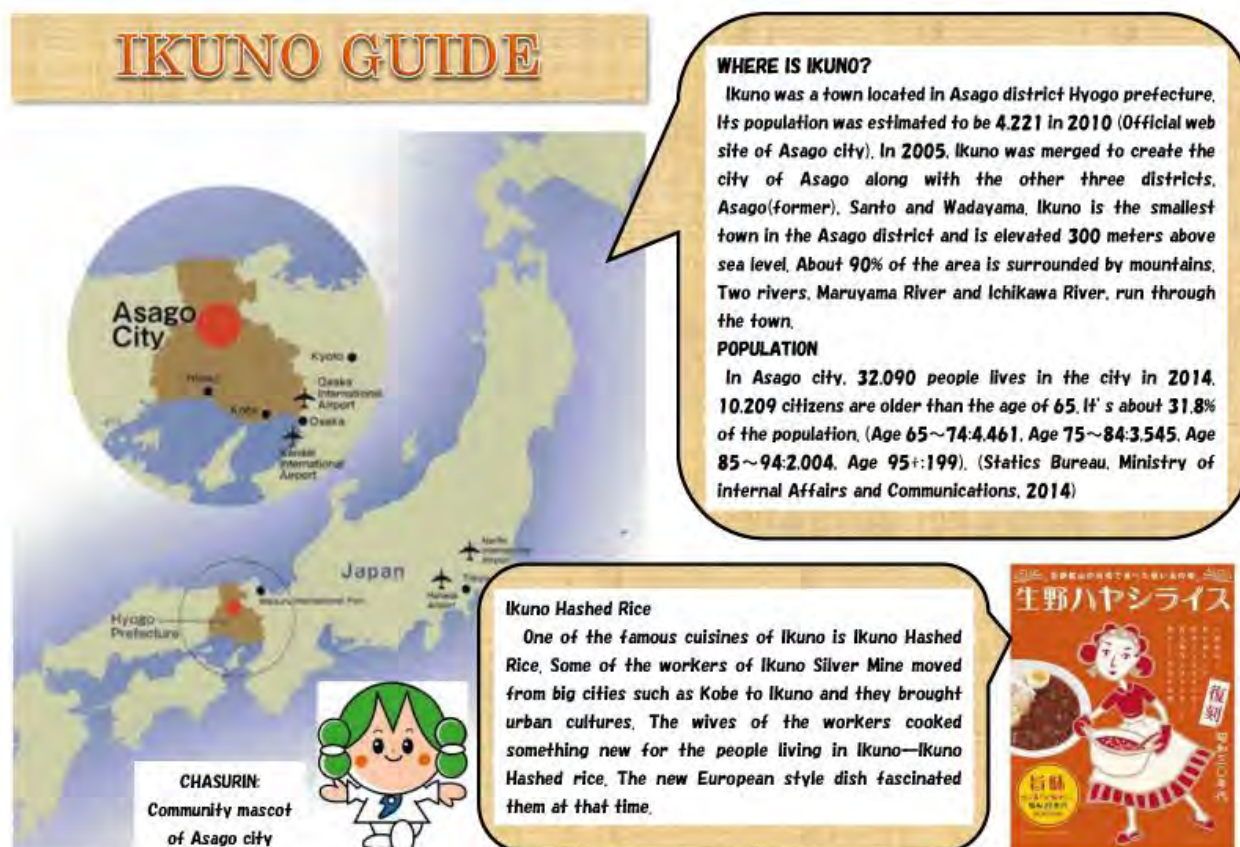 IKUNO GUIDE
WHERE IS IKUNO?
Ikuno was a town located in Asago district Hyogo prefecture.
Its population was estimated to be 4.221 in 2010 (Official web
site of Asago city). In 2005, Ikuno was merged to create the
city of Asago along with the other three districts,
Asago(former), Santo and Wadayama. Ikuno is the smallest
town in the Asago district and is elevated 300 meters above
sea level. About 90% of the area is surrounded by mountains.
Two rivers, Maruyama River and Ichikawa River, run through
the town.
POPULATION
In Asago city, 32.090 people lives in the city in 2014.
10.209 citizens are older than the age of 65. It's about 31.8%
of the population. (Age 65～74:4.461, Age 75～84:3.545, Age
85～94:2.004, Age 95+:199). (Statics Bureau, Ministry of
internal Affairs and Communications, 2014)
Asago
City
Kyoto
Osaka
International
Airport
Kobe
Osaka
Kansai
International
Airport
Japan
Narita
International
Airport
Haneda
Airport
Hyogo
Prefecture
CHASURIN:
Community mascot
of Asago city
Ikuno Hashed Rice
One of the famous cuisines of Ikuno is Ikuno Hashed
Rice. Some of the workers of Ikuno Silver Mine moved
from big cities such as Kobe to Ikuno and they brought
urban cultures. The wives of the workers cooked
something new for the people living in Ikuno—Ikuno
Hashed rice. The new European style dish fascinated
them at that time.
生野ハヤシライス
復刻
旨味